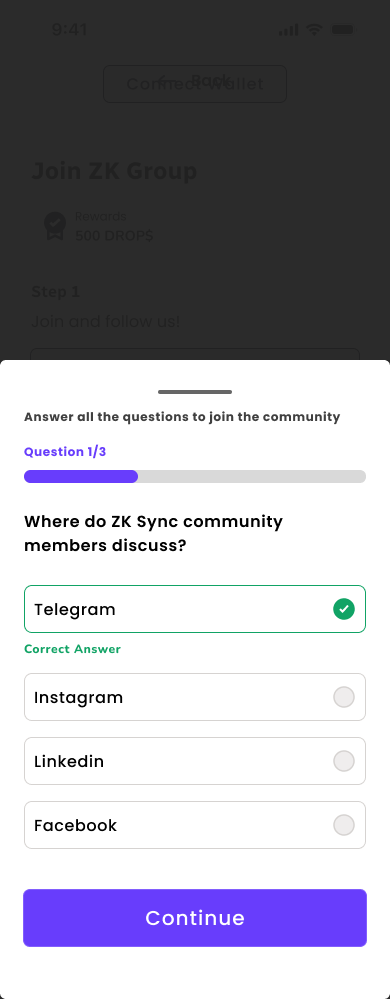 9:41
Connect Wallet
Back
Join ZK Group
Rewards
500 DROP$
Step 1
Join and follow us!
Answer all the questions to join the community
Question 1/3
Where do ZK Sync community
members discuss?
Telegram
Correct Answer
Instagram
Linkedin
Facebook
Continue